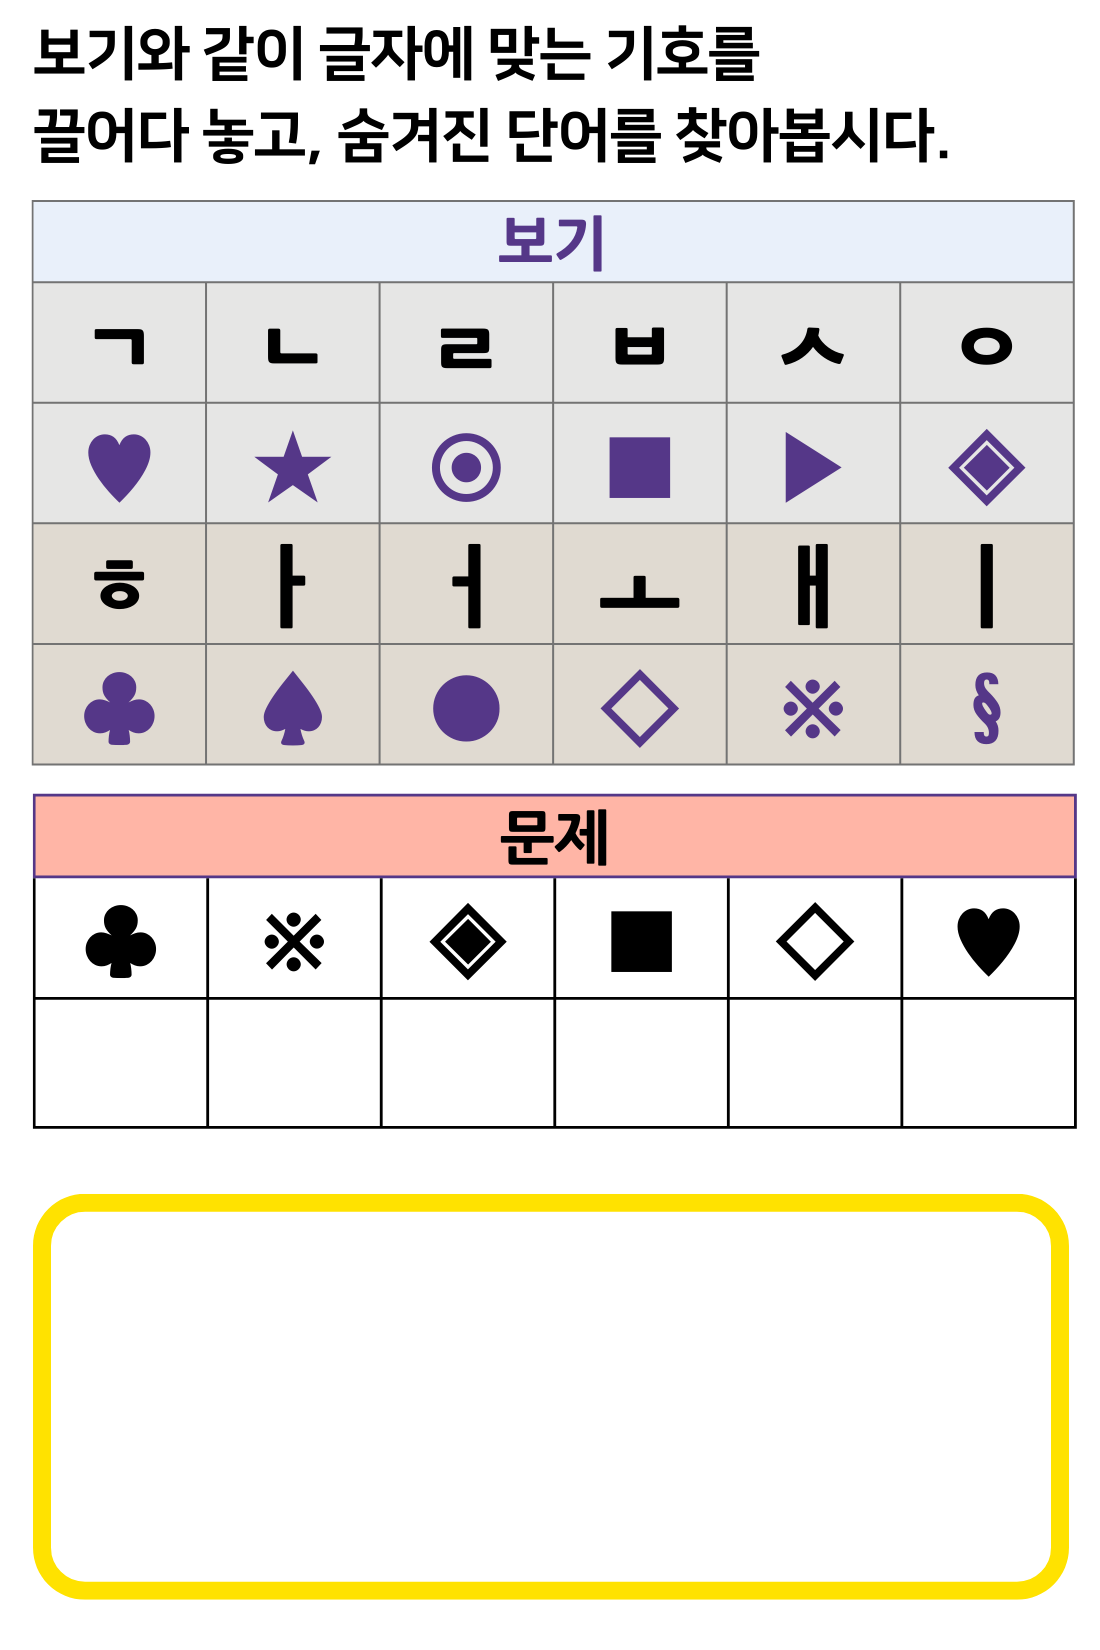 보기와 같이 글자에 맞는 기호를
끌어다 놓고, 숨겨진 단어를 찾아봅시다.
보기
ㄱ ㄴ ㄹ ㅂ ㅅ ㅇ
♥ ★ ◎ ■ ▶ ◈
ㅎ ㅏ ㅓ ㅗ ㅐ ㅣ
♣ ♠ ● ◇ ※ §
문제
♣ ※ ◈ ■ ◇ ♥